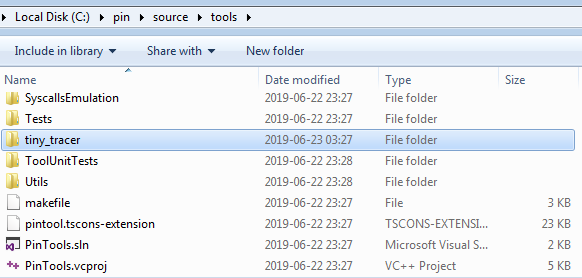 Local Disk (C:) pin source tools
Include in library Share with New folder
Name Date modified Type Size
SyscallsEmulation 2019-06-22 23:27 File folder
Tests 2019-06-22 23:27 File folder
tiny_tracer 2019-06-23 03:27 File folder
ToolUnitTests 2019-06-22 23:28 File folder
Utils 2019-06-22 23:28 File folder
makefile 2019-06-22 23:27 File 3 KB
pintool.tscons-extension 2019-06-22 23:27 TSCONS-EXTENSI... 23 KB
PinTools.sln 2019-06-22 23:27 Microsoft Visual S... 2 KB
PinTools.vcproj 2019-06-22 23:27 VC++ Project 5 KB